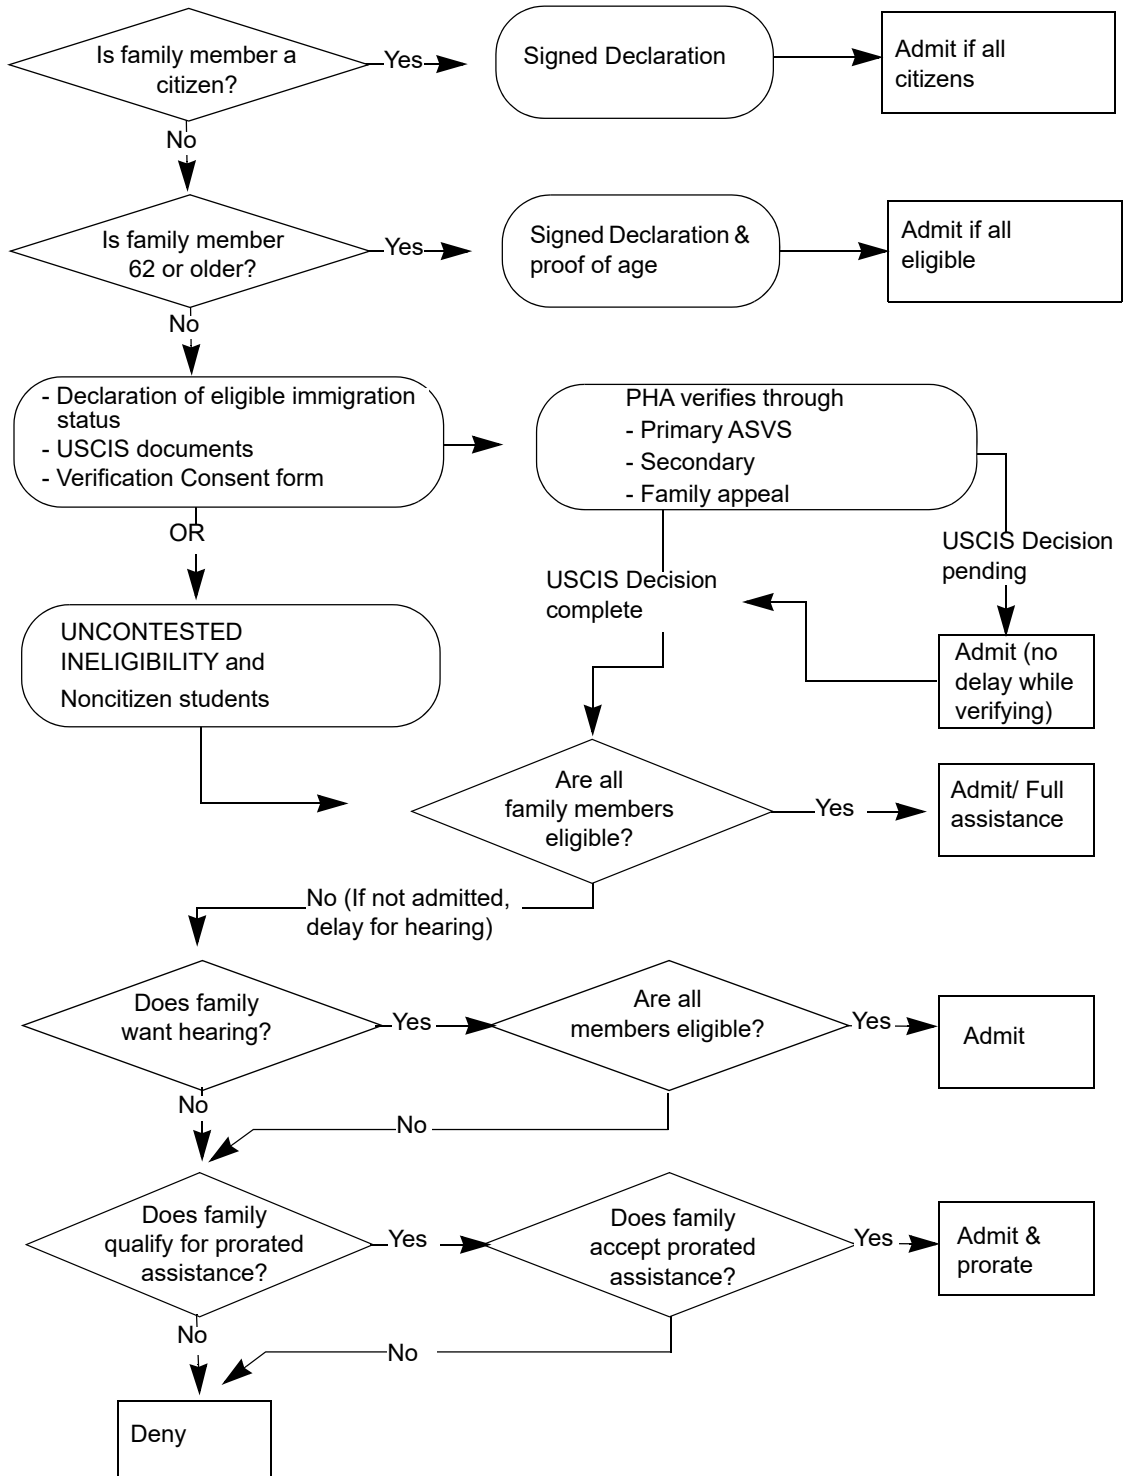 Is family member a
citizen?
Yes
Signed Declaration
Admit if all
citizens
No
Is family member
62 or older?
Yes
Signed Declaration &
proof of age
Admit if all
eligible
No
- Declaration of eligible immigration
status
- USCIS documents
- Verification Consent form
PHA verifies through
- Primary ASVS
- Secondary
- Family appeal
OR
USCIS Decision
pending
USCIS Decision
complete
UNCONTESTED
INELIGIBILITY and
Noncitizen students
Admit (no
delay while
verifying)
Are all
family members
eligible?
Yes
Admit/ Full
assistance
No (If not admitted,
delay for hearing)
Does family
want hearing?
Yes
Are all
members eligible?
Yes
Admit
No
No
Does family
qualify for prorated
assistance?
Yes
Does family
accept prorated
assistance?
Yes
Admit &
prorate
No
No
Deny